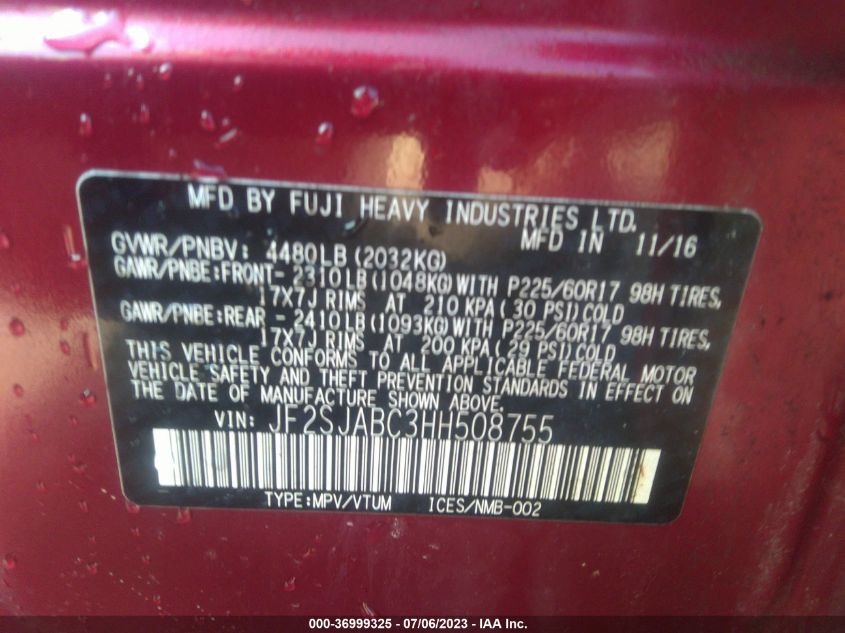 MFD BY FUJI HEAVY INDUSTRIES LTD.
MFD IN 11/16
GVWR/PNBV: 4480LB (2032KG)
GAWR/PNBE:FRONT- 2310LB (1048KG) WITH P225/60R17 98H TIRES,
17X7J RIMS AT 210 KPA( 30 PSI)COLD
GAWR/PNBE:REAR - 2410LB (1093KG) WITH P225/60R17 98H TIRES,
17X7J RIMS AT 200 KPA( 29 PSI)COLD
THIS VEHICLE CONFORMS TO ALL APPLICABLE FEDERAL MOTOR
VEHICLE SAFETY AND THEFT PREVENTION STANDARDS IN EFFECT ON
THE DATE OF MANUFACTURE SHOWN ABOVE.
VIN: JF2SJABC3HH508755
TYPE:MPV/VTUM ICES/NMB-002
000-36999325 - 07/06/2023 - IAA Inc.